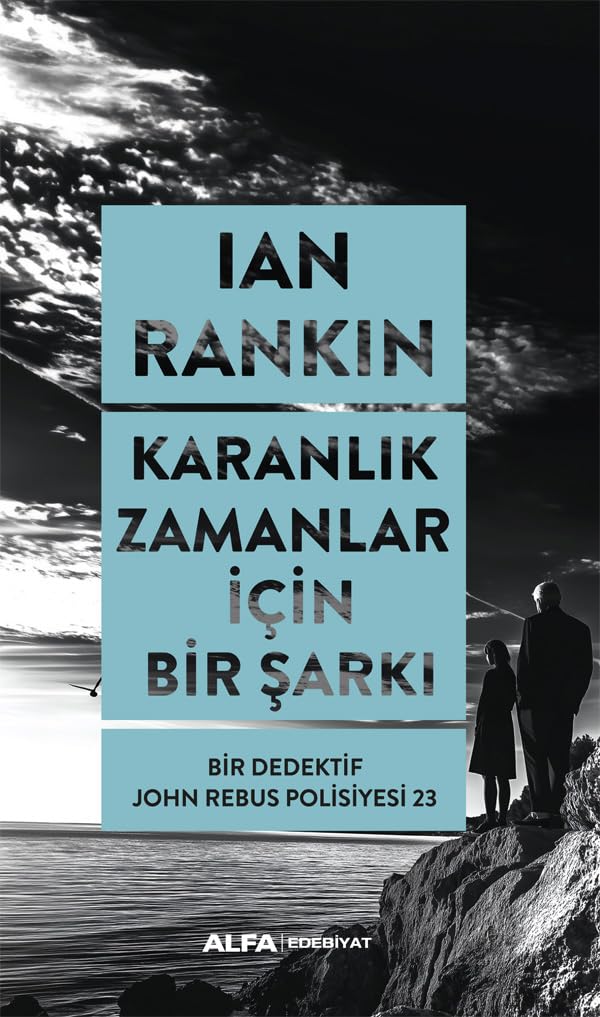 IAN
RANKIN
KARANLIK
ZAMANLAR
İÇİN
BİR ŞARKI
BİR DEDEKTİF
JOHN REBUS POLİSİYESİ 23
ALFA | EDEBİYAT